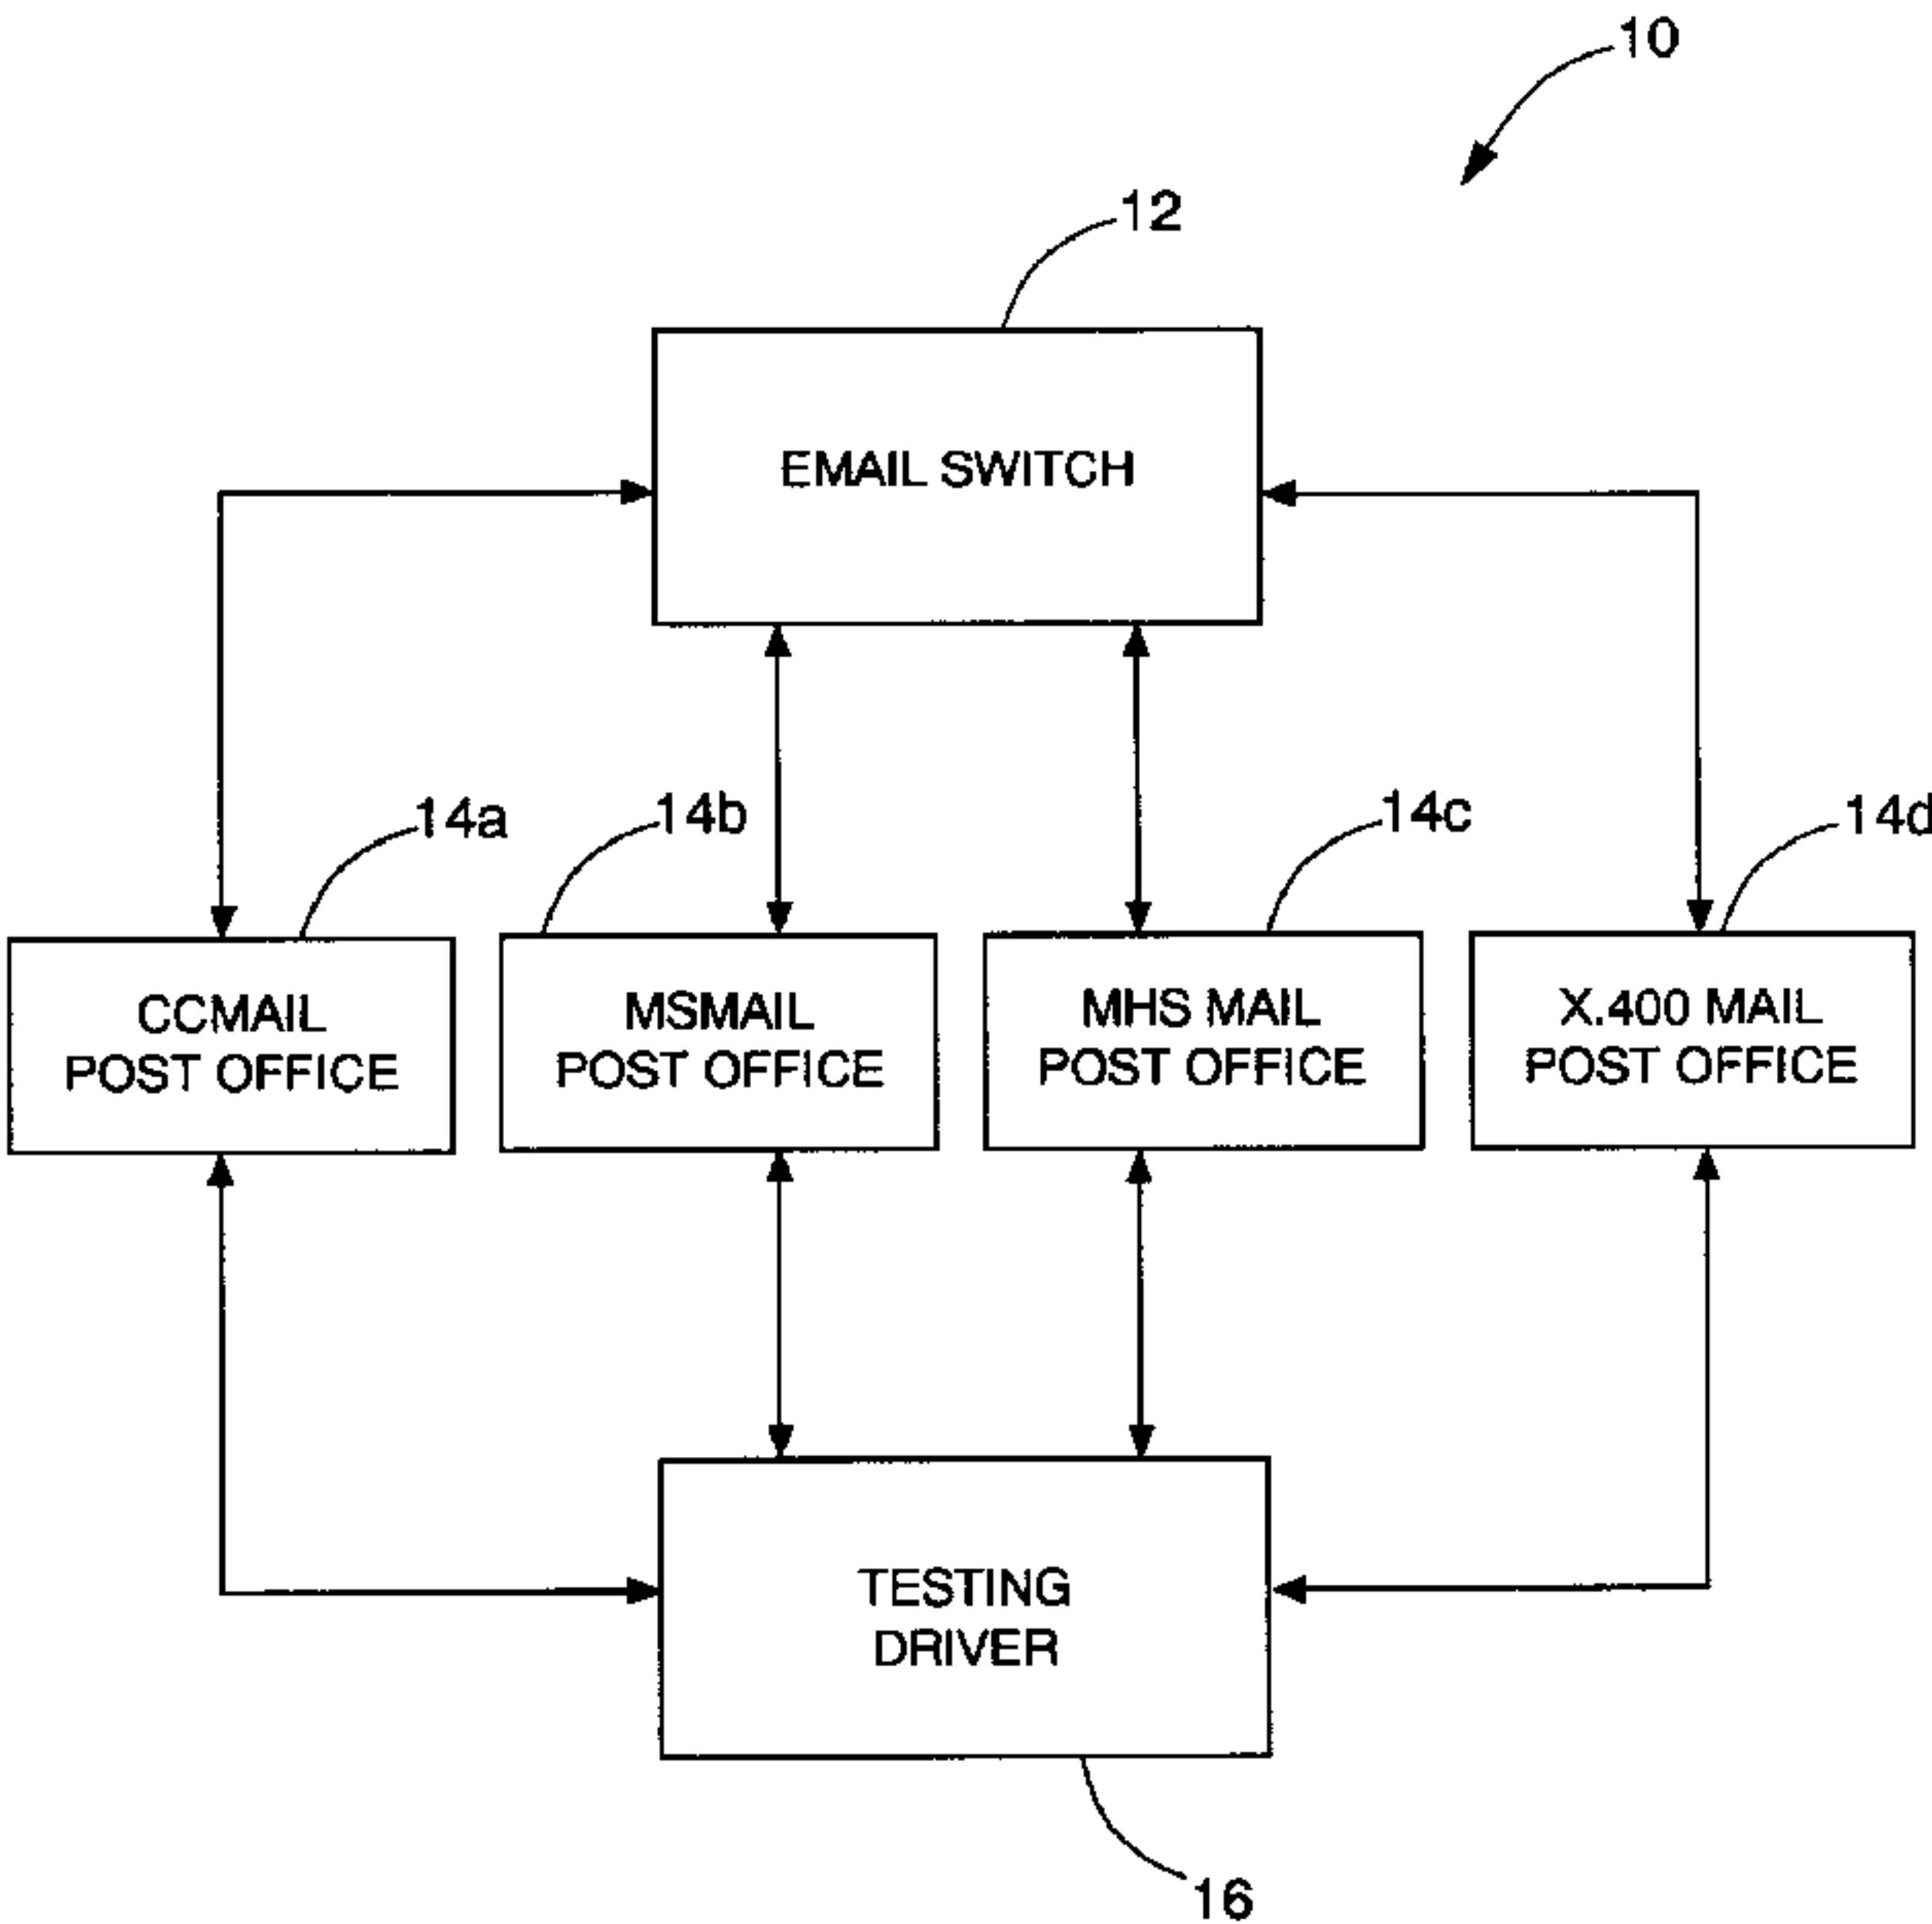 10
12
EMAIL SWITCH
14a
14b
14c
14d
CCMAIL
POST OFFICE
MSMAIL
POST OFFICE
MHS MAIL
POST OFFICE
X.400 MAIL
POST OFFICE
TESTING
DRIVER
16